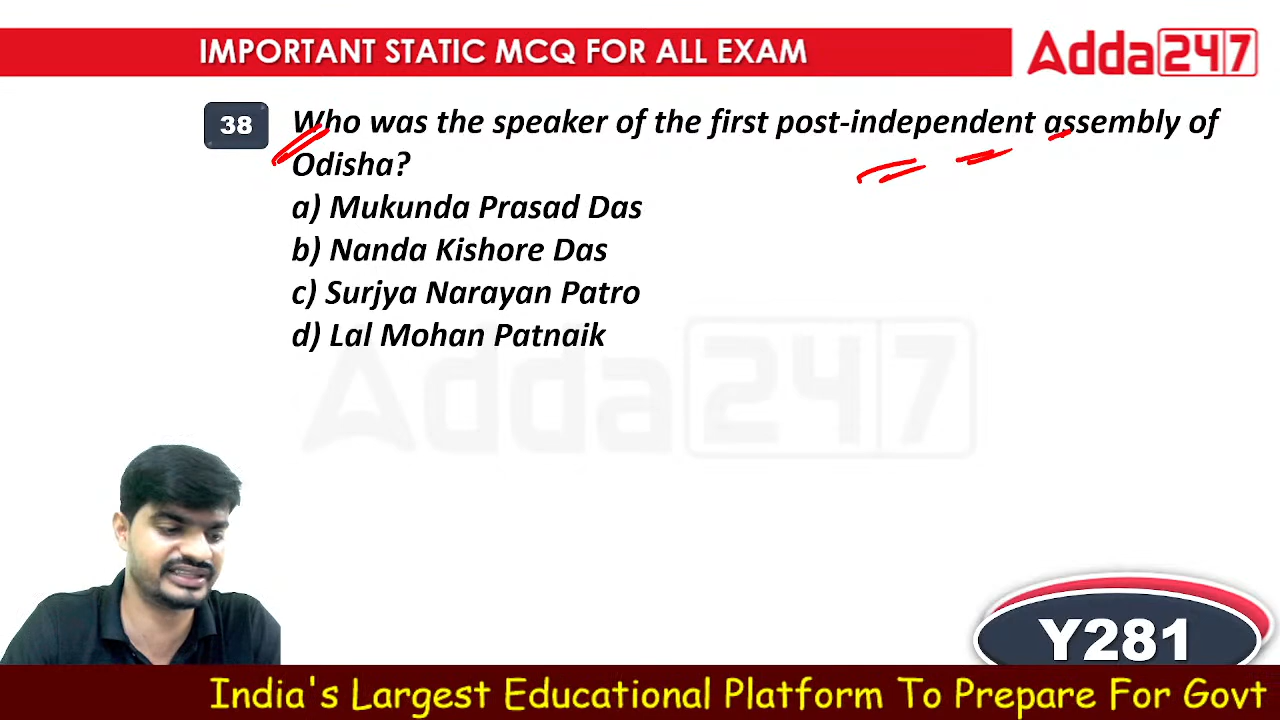 IMPORTANT STATIC MCQ FOR ALL EXAM
Adda247
38
Who was the speaker of the first post-independent assembly of
Odisha?
a) Mukunda Prasad Das
b) Nanda Kishore Das
c) Surjya Narayan Patro
d) Lal Mohan Patnaik
Adda247
Y281
India's Largest Educational Platform To Prepare For Govt